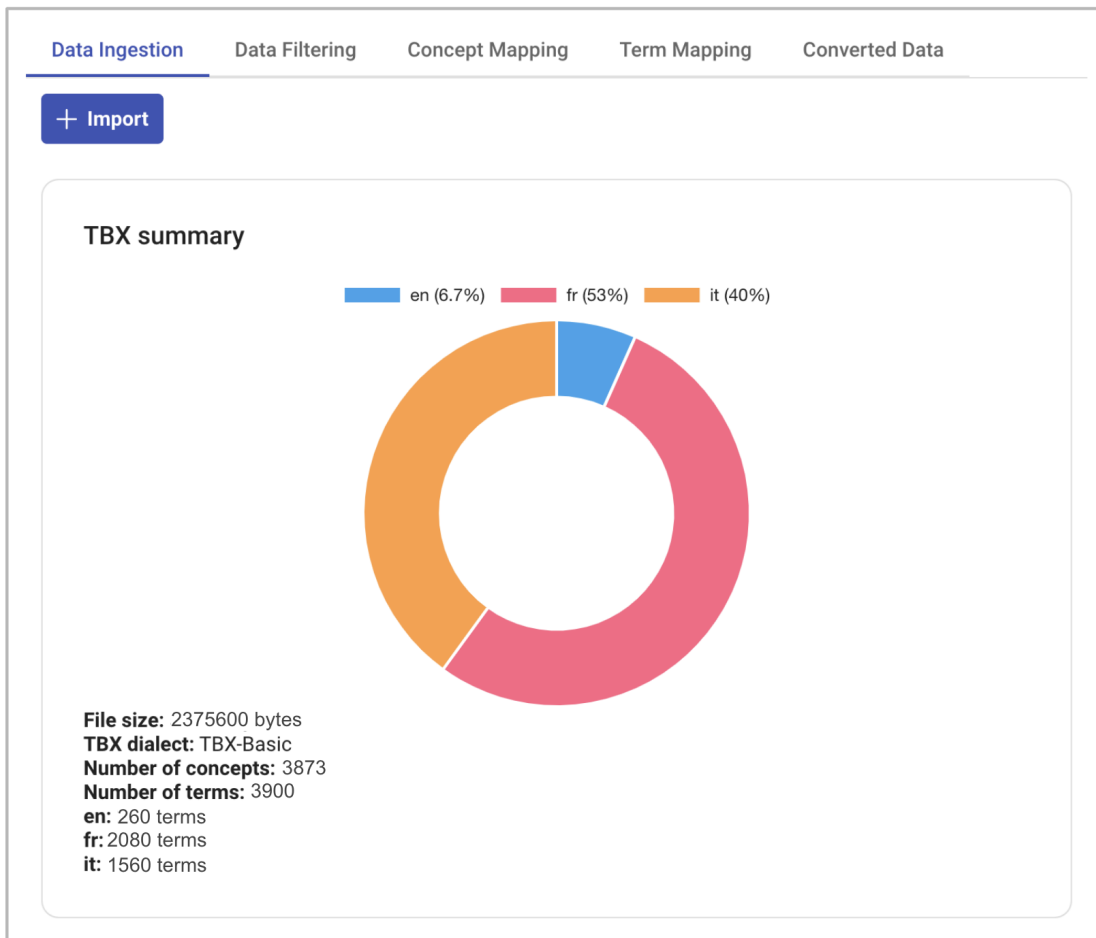 Data Ingestion Data Filtering Concept Mapping Term Mapping Converted Data
+ Import
TBX summary
en (6.7%) fr (53%) it (40%)
File size: 2375600 bytes
TBX dialect: TBX-Basic
Number of concepts: 3873
Number of terms: 3900
en: 260 terms
fr: 2080 terms
it: 1560 terms